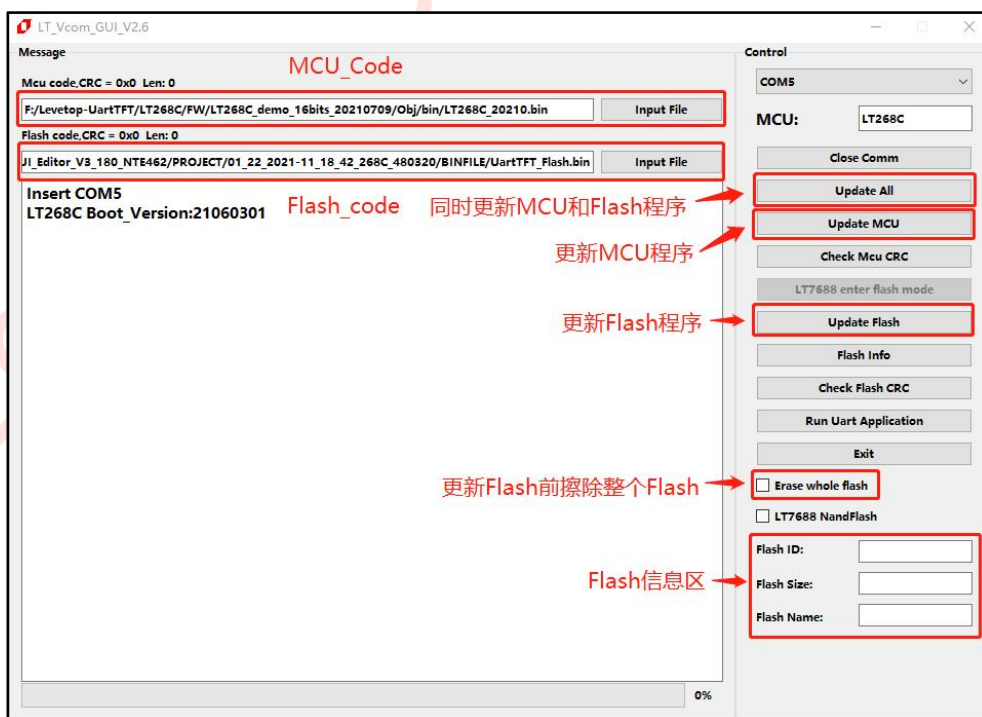 LT_Vcom_GUI_V2.6
Message
MCU_Code
Mcu code,CRC = 0x0 Len: 0
F:/Levetop-UartTFT/LT268C/FW/LT268C_demo_16bits_20210709/Obj/bin/LT268C_20210.bin
Input File
Flash code,CRC = 0x0 Len: 0
JI_Editor_V3_180_NTE462/PROJECT/01_22_2021-11_18_42_268C_480320/BINFILE/UartTFT_Flash.bin
Input File
Insert COM5
LT268C Boot_Version:21060301
Flash_code
同时更新MCU和Flash程序
更新MCU程序
更新Flash程序
更新Flash前擦除整个Flash
Flash信息区
0%
Control
COM5
MCU:
LT268C
Close Comm
Update All
Update MCU
Check Mcu CRC
LT7688 enter flash mode
Update Flash
Flash Info
Check Flash CRC
Run Uart Application
Exit
Erase whole flash
LT7688 NandFlash
Flash ID:
Flash Size:
Flash Name: